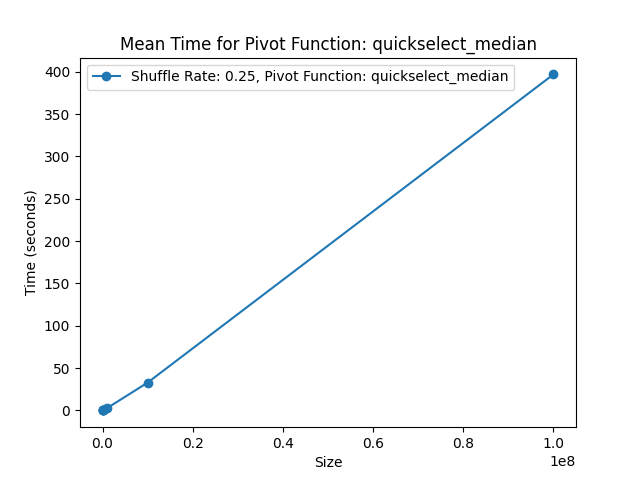 Mean Time for Pivot Function: quickselect_median
Shuffle Rate: 0.25, Pivot Function: quickselect_median
Time (seconds)
400
350
300
250
200
150
100
50
0
0.0 0.2 0.4 0.6 0.8 1.0
1e8
Size